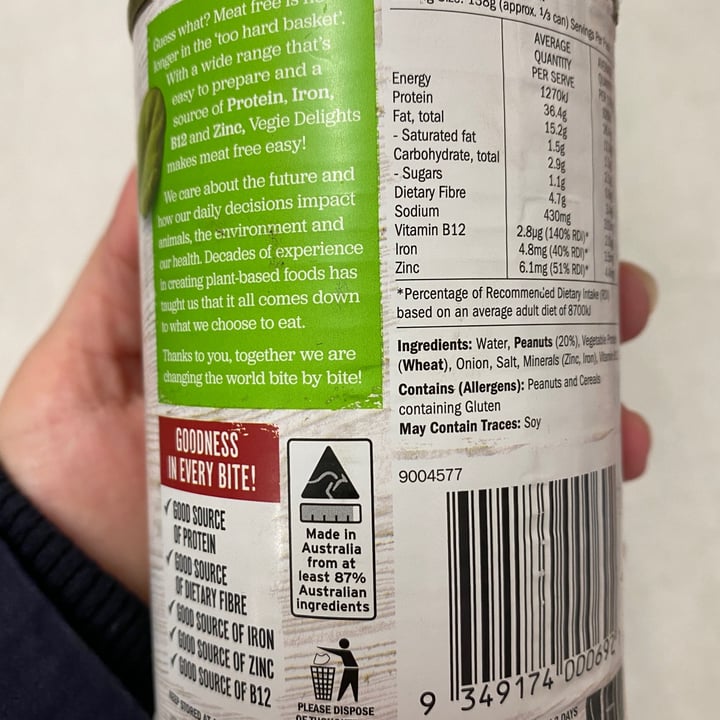 Guess what? Meat free is
longer in the 'too hard basket'.
With a wide range that's
easy to prepare and a
source of Protein, Iron,
B12 and Zinc, Vegie Delights
makes meat free easy!
We care about the future and
how our daily decisions impact
animals, the environment and
our health. Decades of experience
in creating plant-based foods has
taught us that it all comes down
to what we choose to eat.
Thanks to you, together we are
changing the world bite by bite!
GOODNESS
IN EVERY BITE!
GOOD SOURCE
OF PROTEIN
GOOD SOURCE
OF DIETARY FIBRE
GOOD SOURCE OF IRON
GOOD SOURCE OF ZINC
GOOD SOURCE OF B12
Made in
Australia
from at
least 87%
Australian
ingredients
PLEASE DISPOSE
138g (approx. 1/3 can) Servings
AVERAGE
QUANTITY
PER SERVE
Energy 1270kJ
Protein 36.4g
Fat, total 15.2g
- Saturated fat 1.5g
Carbohydrate, total 2.9g
- Sugars 1.1g
Dietary Fibre 4.7g
Sodium 430mg
Vitamin B12 2.8µg (140% RDI)*
Iron 4.8mg (40% RDI)*
Zinc 6.1mg (51% RDI)*
*Percentage of Recommended Dietary Intake (RDI)
based on an average adult diet of 8700kJ
Ingredients: Water, Peanuts (20%), Vegetable
(Wheat), Onion, Salt, Minerals (Zinc, Iron),
Contains (Allergens): Peanuts and Cereals
containing Gluten
May Contain Traces: Soy
9004577
9 349174 000692
DAYS